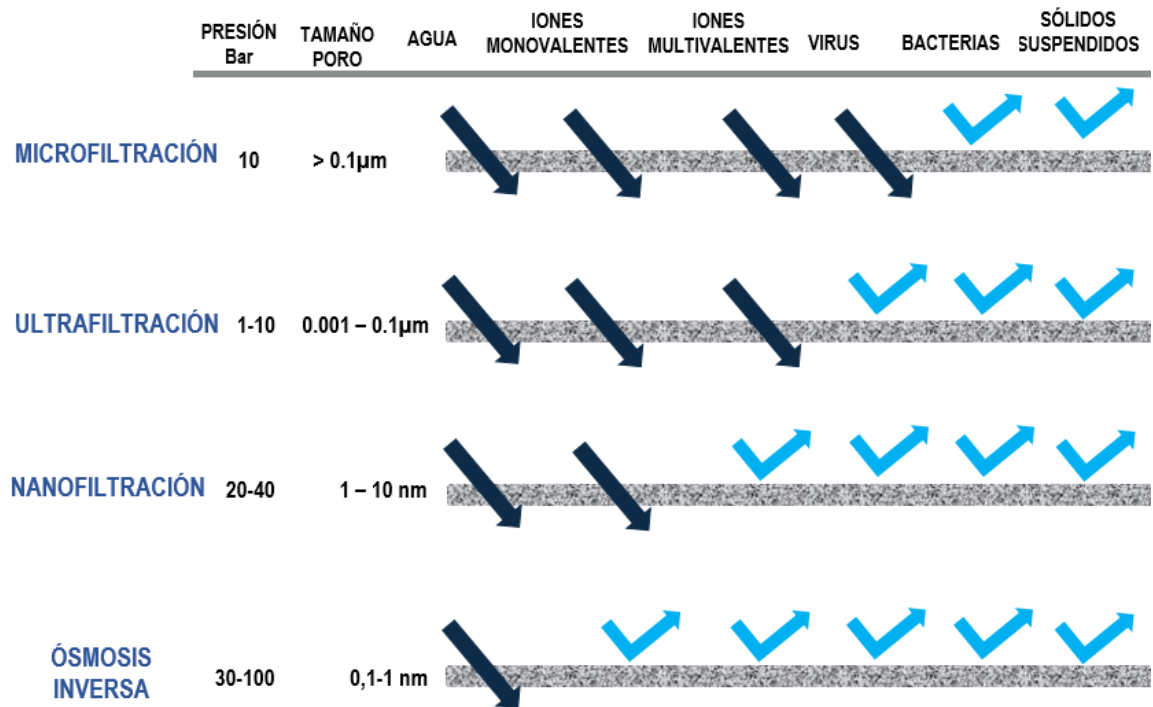 PRESIÓN Bar
TAMAÑO PORO
AGUA
IONES MONOVALENTES
IONES MULTIVALENTES
VIRUS
BACTERIAS
SÓLIDOS SUSPENDIDOS
MICROFILTRACIÓN 10 > 0.1µm
ULTRAFILTRACIÓN 1-10 0.001 – 0.1µm
NANOFILTRACIÓN 20-40 1 – 10 nm
ÓSMOSIS INVERSA 30-100 0,1-1 nm